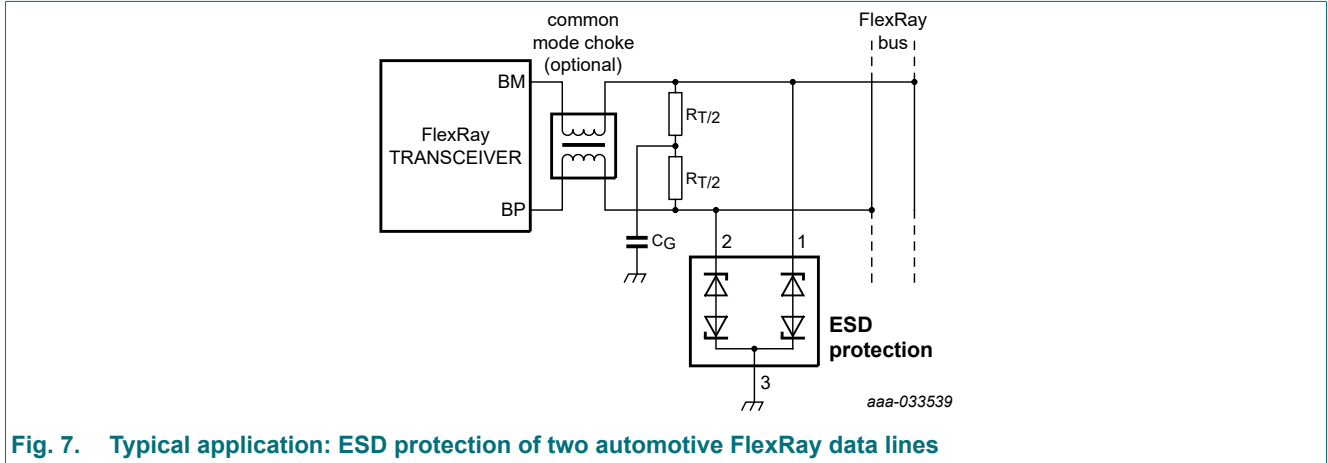 common
mode choke
(optional)
FlexRay
bus
BM
FlexRay
TRANSCEIVER
BP
RT/2
RT/2
CG
2
1
ESD
protection
3
aaa-033539
Fig. 7. Typical application: ESD protection of two automotive FlexRay data lines